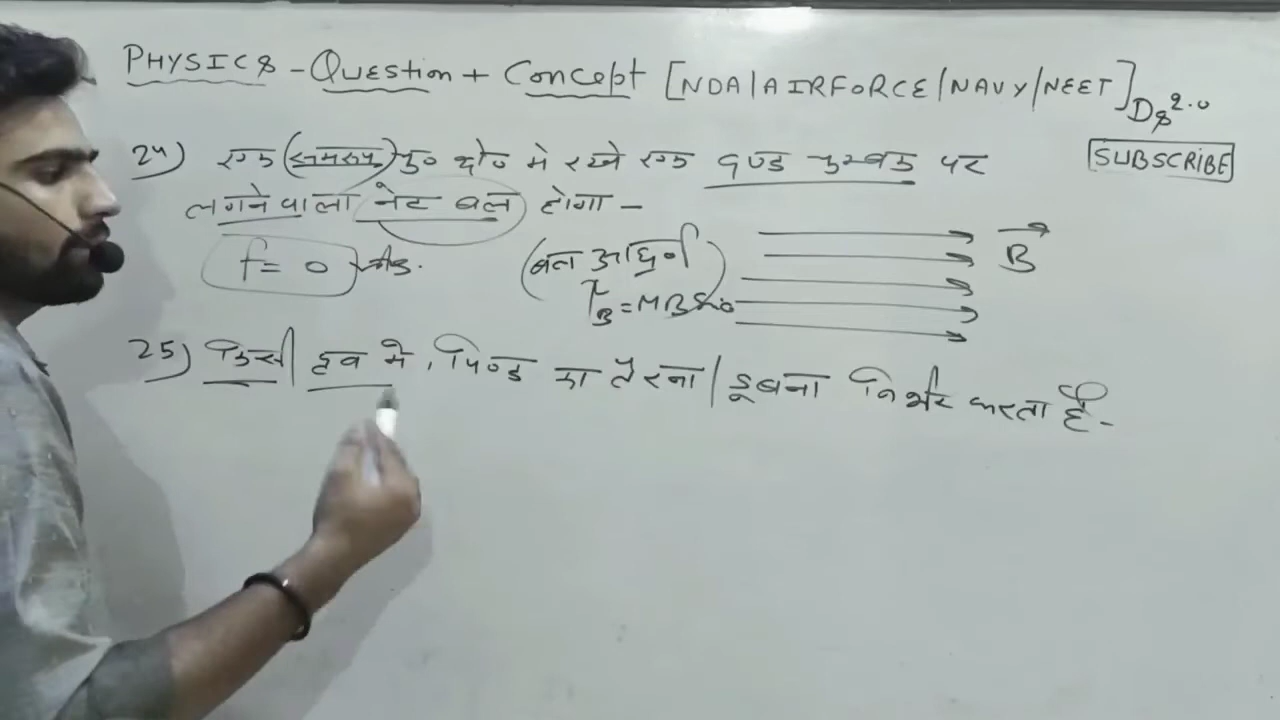 PHYSICS - QUESTION + CONCEPT [NDA/AIRFORCE/NAVY/NEET] DS 2.0
SUBSCRIBE
24) एक (समरूप) चु० क्षे० में रखे एक दण्ड चुम्बक पर
लगने वाला नेट बल होगा -
F = 0
(बल आघूर्ण)
τB = MB Sinθ
B
25) किसी द्रव में, पिण्ड का तैरना/डूबना निर्भर करता है -